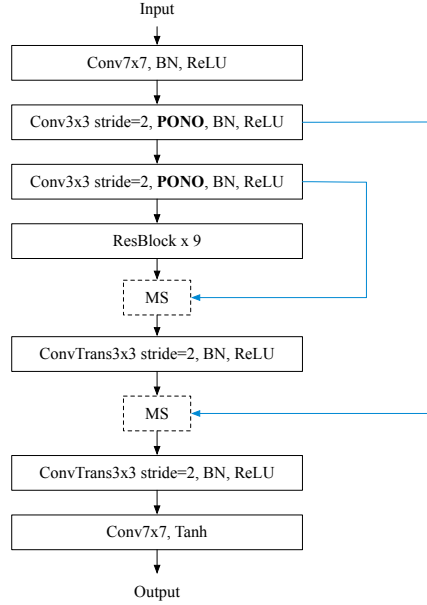 Input
Conv7x7, BN, ReLU
Conv3x3 stride=2, PONO, BN, ReLU
Conv3x3 stride=2, PONO, BN, ReLU
ResBlock x 9
MS
ConvTrans3x3 stride=2, BN, ReLU
MS
ConvTrans3x3 stride=2, BN, ReLU
Conv7x7, Tanh
Output